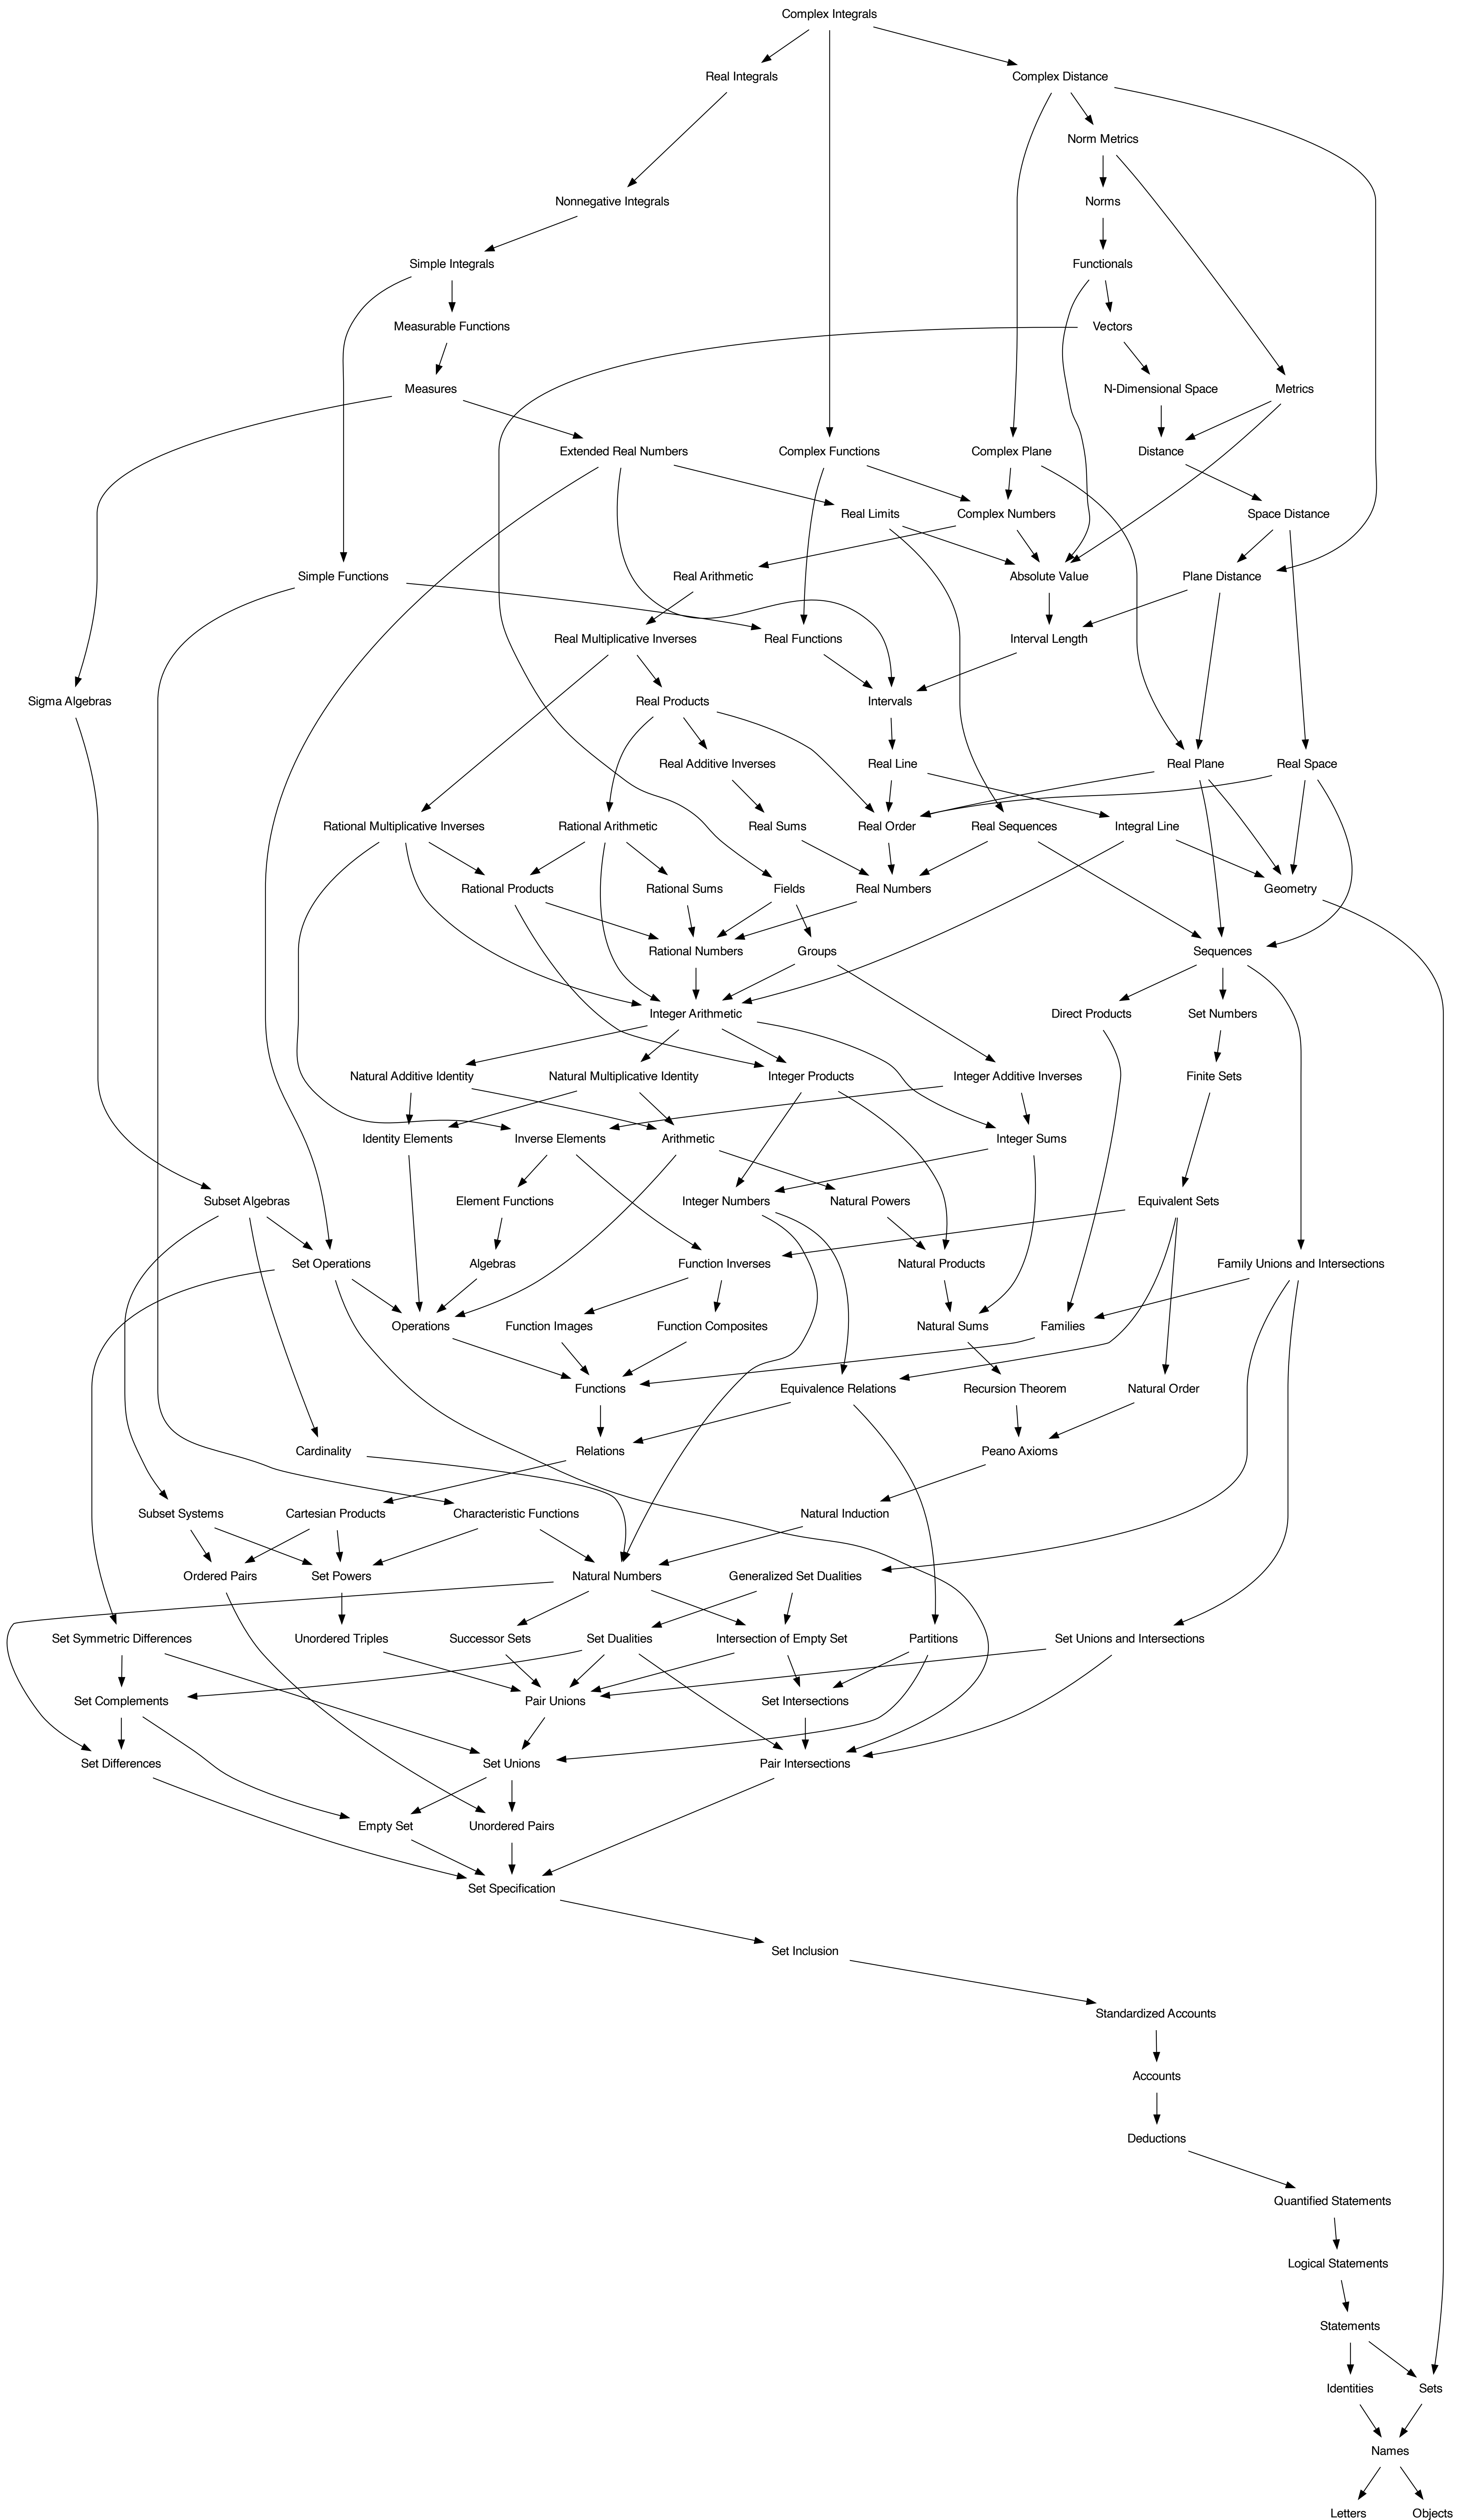 Complex Integrals
Real Integrals
Complex Distance
Norm Metrics
Nonnegative Integrals
Norms
Simple Integrals
Functionals
Measurable Functions
Vectors
Measures
N-Dimensional Space
Metrics
Extended Real Numbers
Complex Functions
Complex Plane
Distance
Real Limits
Complex Numbers
Space Distance
Simple Functions
Real Arithmetic
Absolute Value
Plane Distance
Real Multiplicative Inverses
Real Functions
Interval Length
Sigma Algebras
Real Products
Intervals
Real Additive Inverses
Real Line
Real Plane
Real Space
Rational Multiplicative Inverses
Rational Arithmetic
Real Sums
Real Order
Real Sequences
Integral Line
Rational Products
Rational Sums
Fields
Real Numbers
Geometry
Rational Numbers
Groups
Sequences
Integer Arithmetic
Direct Products
Set Numbers
Natural Additive Identity
Natural Multiplicative Identity
Integer Products
Integer Additive Inverses
Finite Sets
Identity Elements
Inverse Elements
Arithmetic
Integer Sums
Subset Algebras
Element Functions
Integer Numbers
Natural Powers
Equivalent Sets
Set Operations
Algebras
Function Inverses
Natural Products
Family Unions and Intersections
Operations
Function Images
Function Composites
Natural Sums
Families
Functions
Equivalence Relations
Recursion Theorem
Natural Order
Cardinality
Relations
Peano Axioms
Subset Systems
Cartesian Products
Characteristic Functions
Natural Induction
Ordered Pairs
Set Powers
Natural Numbers
Generalized Set Dualities
Set Symmetric Differences
Unordered Triples
Successor Sets
Set Dualities
Intersection of Empty Set
Partitions
Set Unions and Intersections
Set Complements
Pair Unions
Set Intersections
Set Differences
Set Unions
Pair Intersections
Empty Set
Unordered Pairs
Set Specification
Set Inclusion
Standardized Accounts
Accounts
Deductions
Quantified Statements
Logical Statements
Statements
Identities
Sets
Names
Letters
Objects